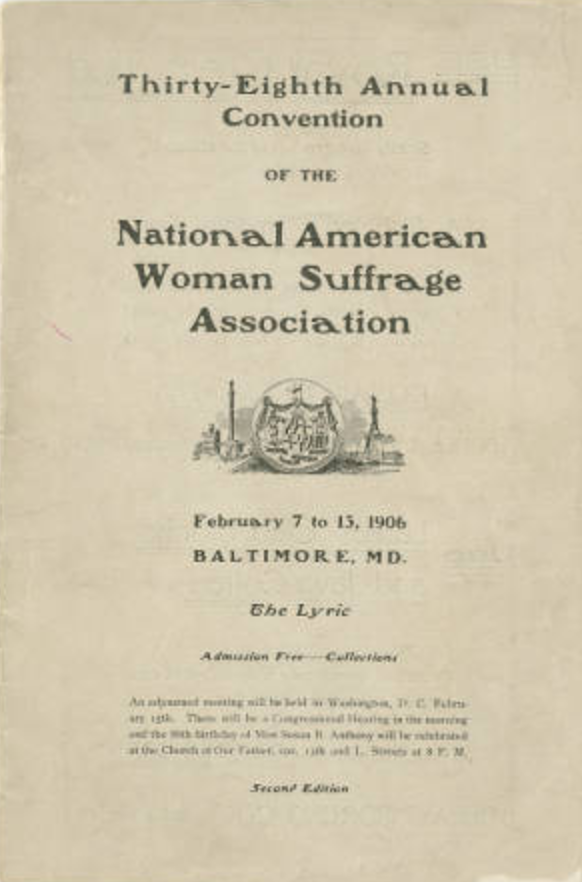 Thirty-Eighth Annual
Convention
OF THE
National American
Woman Suffrage
Association
February 7 to 13, 1906
BALTIMORE, MD.
The Lyric
Admission Free—Collections
An adjourned meeting will be held in Washington, D. C. Febru-
ary 15th. There will be a Congressional Hearing in the morning
and the 86th birthday of Miss Susan B. Anthony will be celebrated
at the Church of Our Father, cor. 13th and L. Streets at 8 P. M.
Second Edition